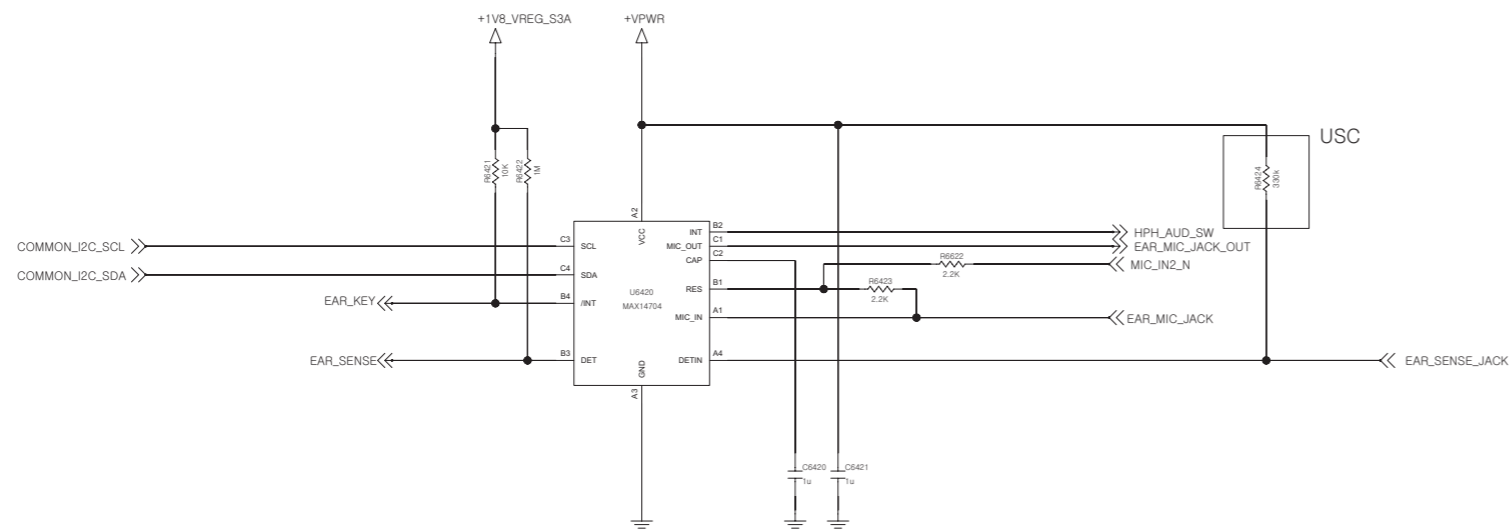 +1V8_VREG_S3A
+VPWR
USC
R6421
10K
R6422
1M
R6424
330k
A2
VCC
COMMON_I2C_SCL
C3
SCL
COMMON_I2C_SDA
C4
SDA
EAR_KEY
B4
/INT
EAR_SENSE
B3
DET
U6420
MAX14704
GND
A3
INT
B2
HPH_AUD_SW
MIC_OUT
C1
EAR_MIC_JACK_OUT
CAP
C2
R6622
2.2K
MIC_IN2_N
RES
B1
R6423
2.2K
MIC_IN
A1
EAR_MIC_JACK
DETIN
A4
EAR_SENSE_JACK
C6420
1u
C6421
1u